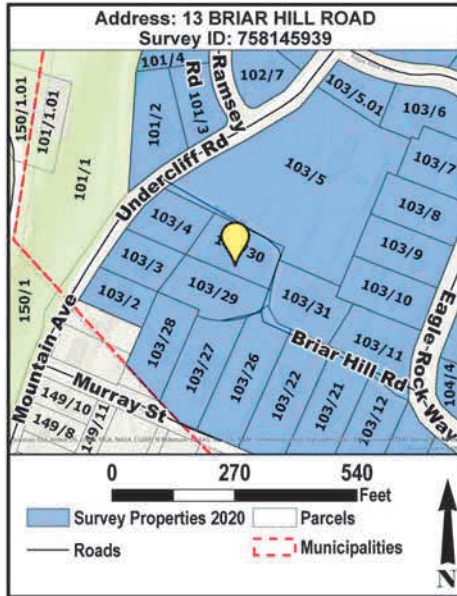 Address: 13 BRIAR HILL ROAD
Survey ID: 758145939
150/1.01
101/1.01
101/1
150/1
101/4
101/2
101/3
Rd
Ramsey
102/7
Undercliff Rd
103/5.01
103/6
103/5
103/7
103/8
103/9
103/10
103/4
30
103/3
103/29
103/2
103/31
103/28
103/27
103/26
103/22
103/21
103/12
103/11
Briar Hill Rd
Eagle Rock Way
104/4
Mountain Ave
Murray St
149/10
149/8
149/11
0 270 540
Feet
Survey Properties 2020
Parcels
Roads
Municipalities
N